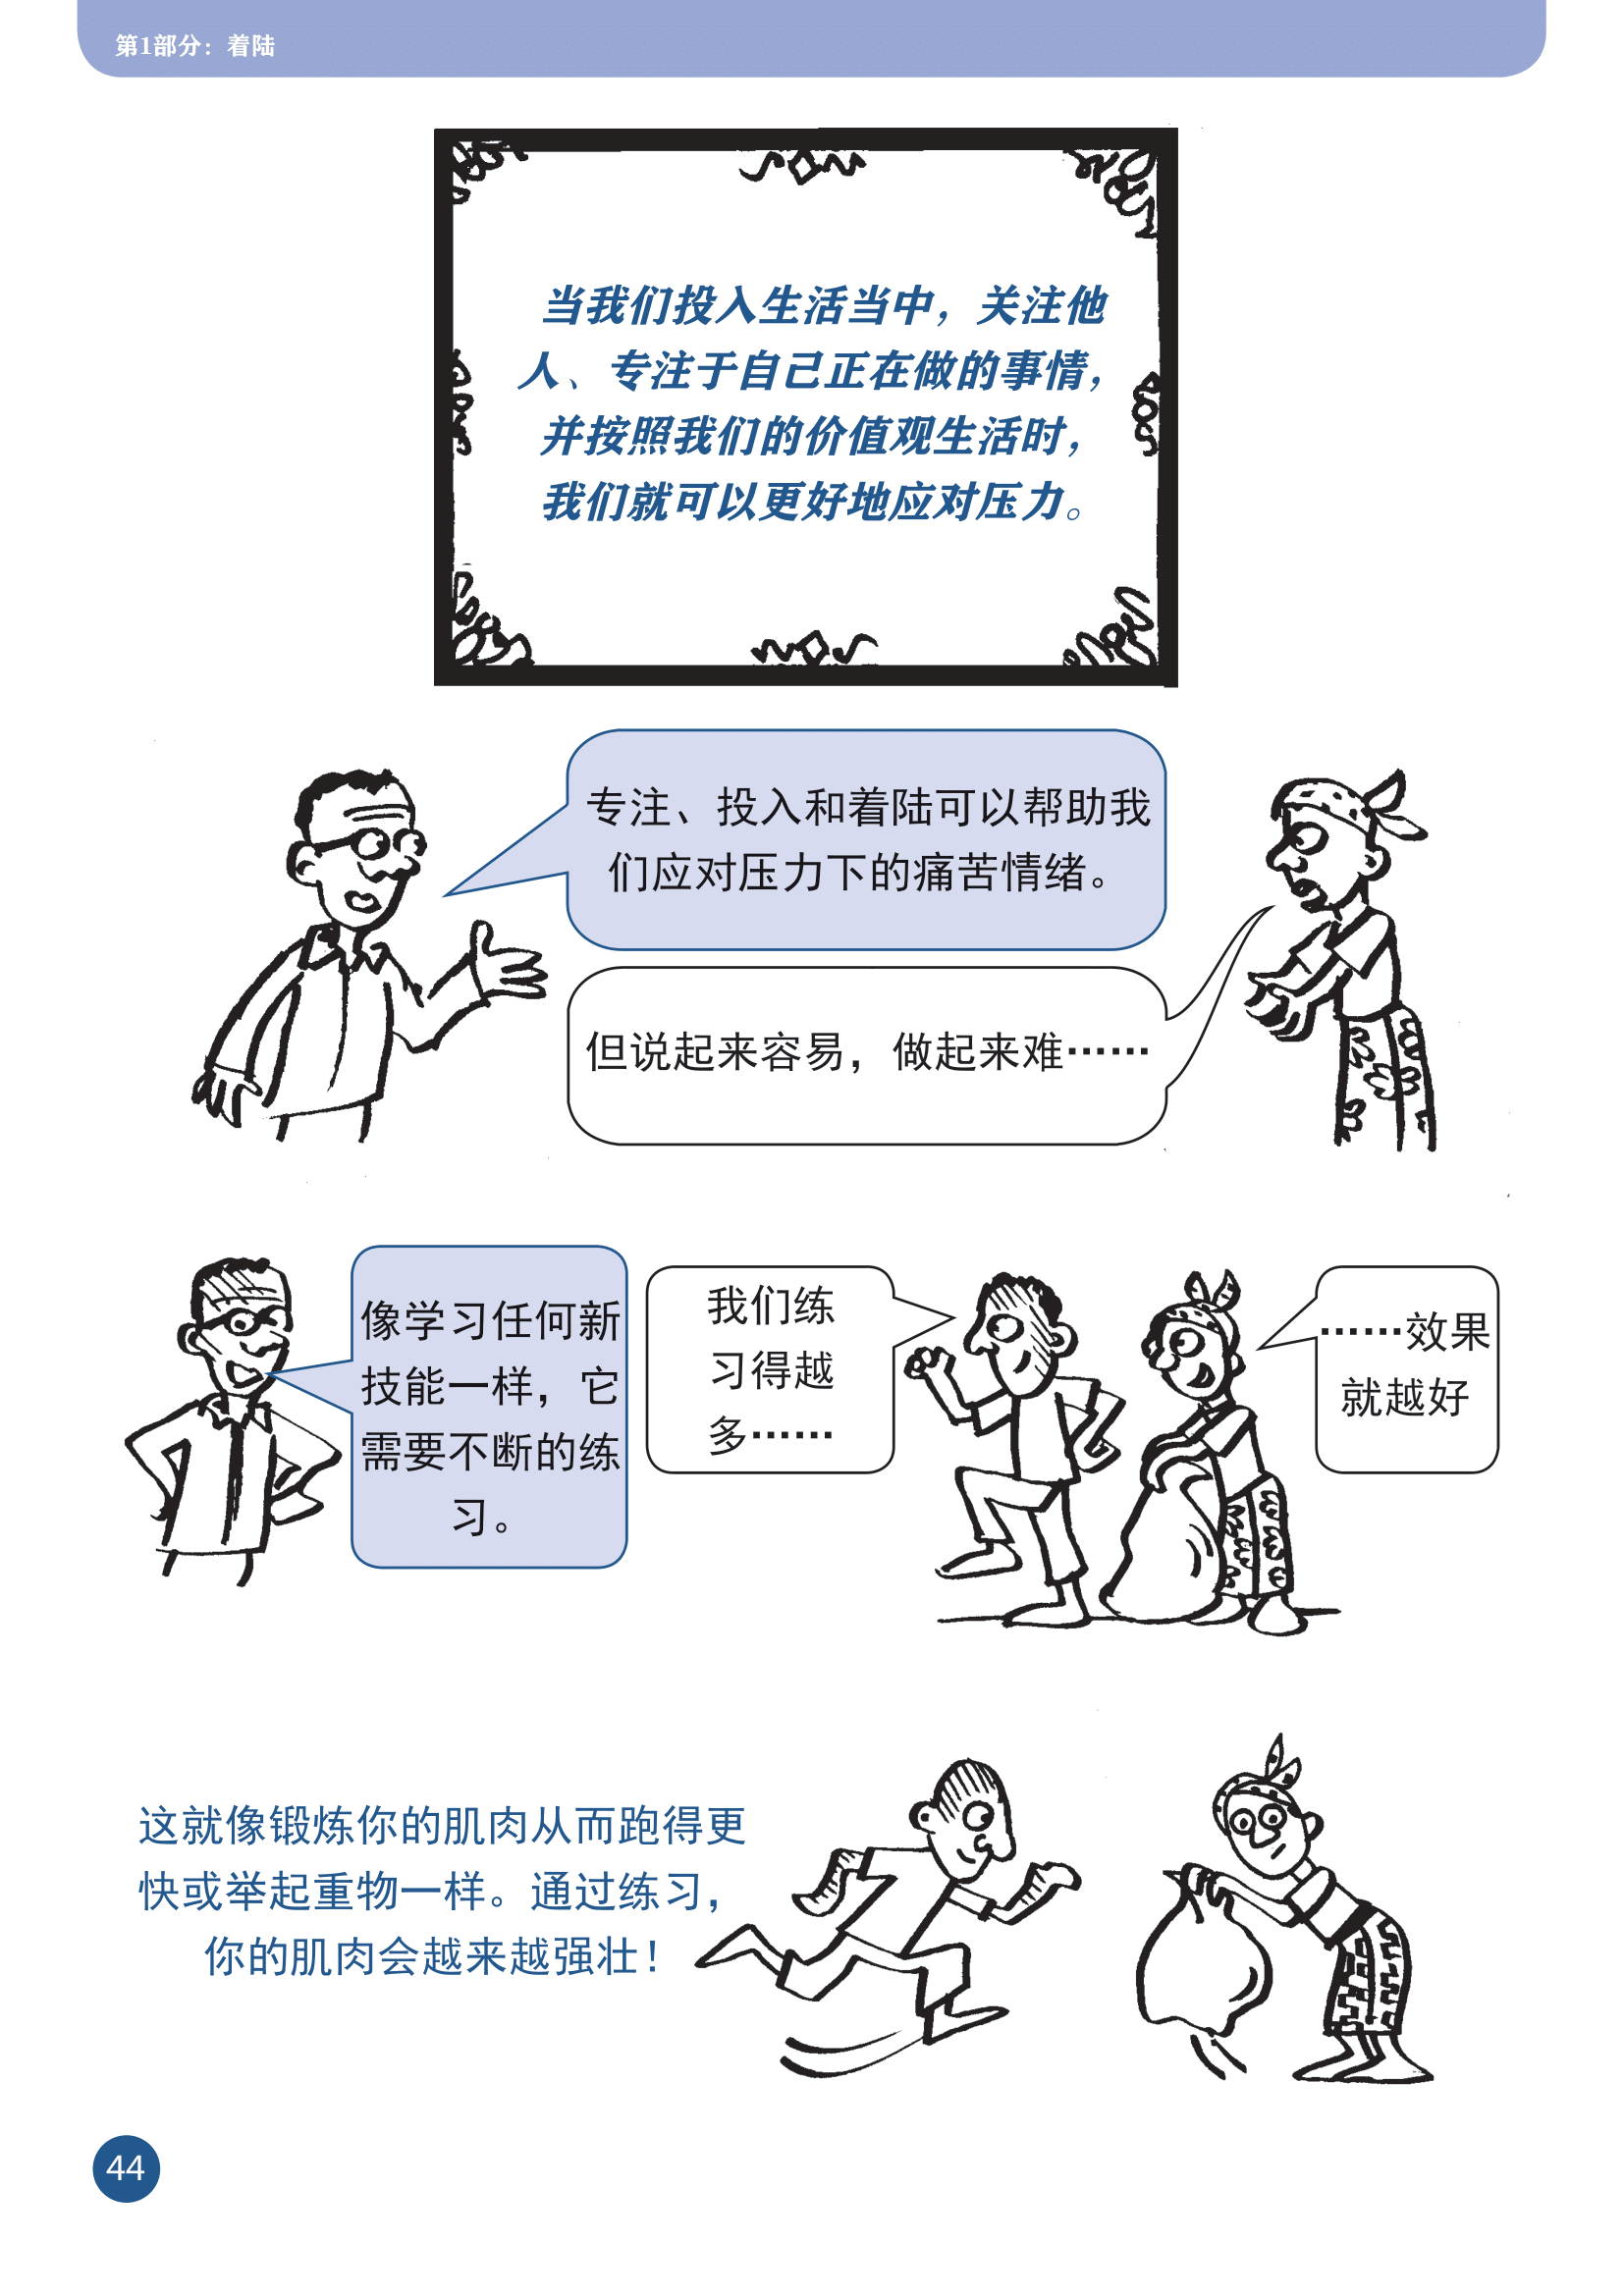 第1部分：着陆
当我们投入生活当中，关注他
人、专注于自己正在做的事情，
并按照我们的价值观生活时，
我们就可以更好地应对压力。
专注、投入和着陆可以帮助我
们应对压力下的痛苦情绪。
但说起来容易，做起来难……
像学习任何新
技能一样，它
需要不断的练
习。
我们练
习得越
多……
……效果
就越好
这就像锻炼你的肌肉从而跑得更
快或举起重物一样。通过练习，
你的肌肉会越来越强壮！
44